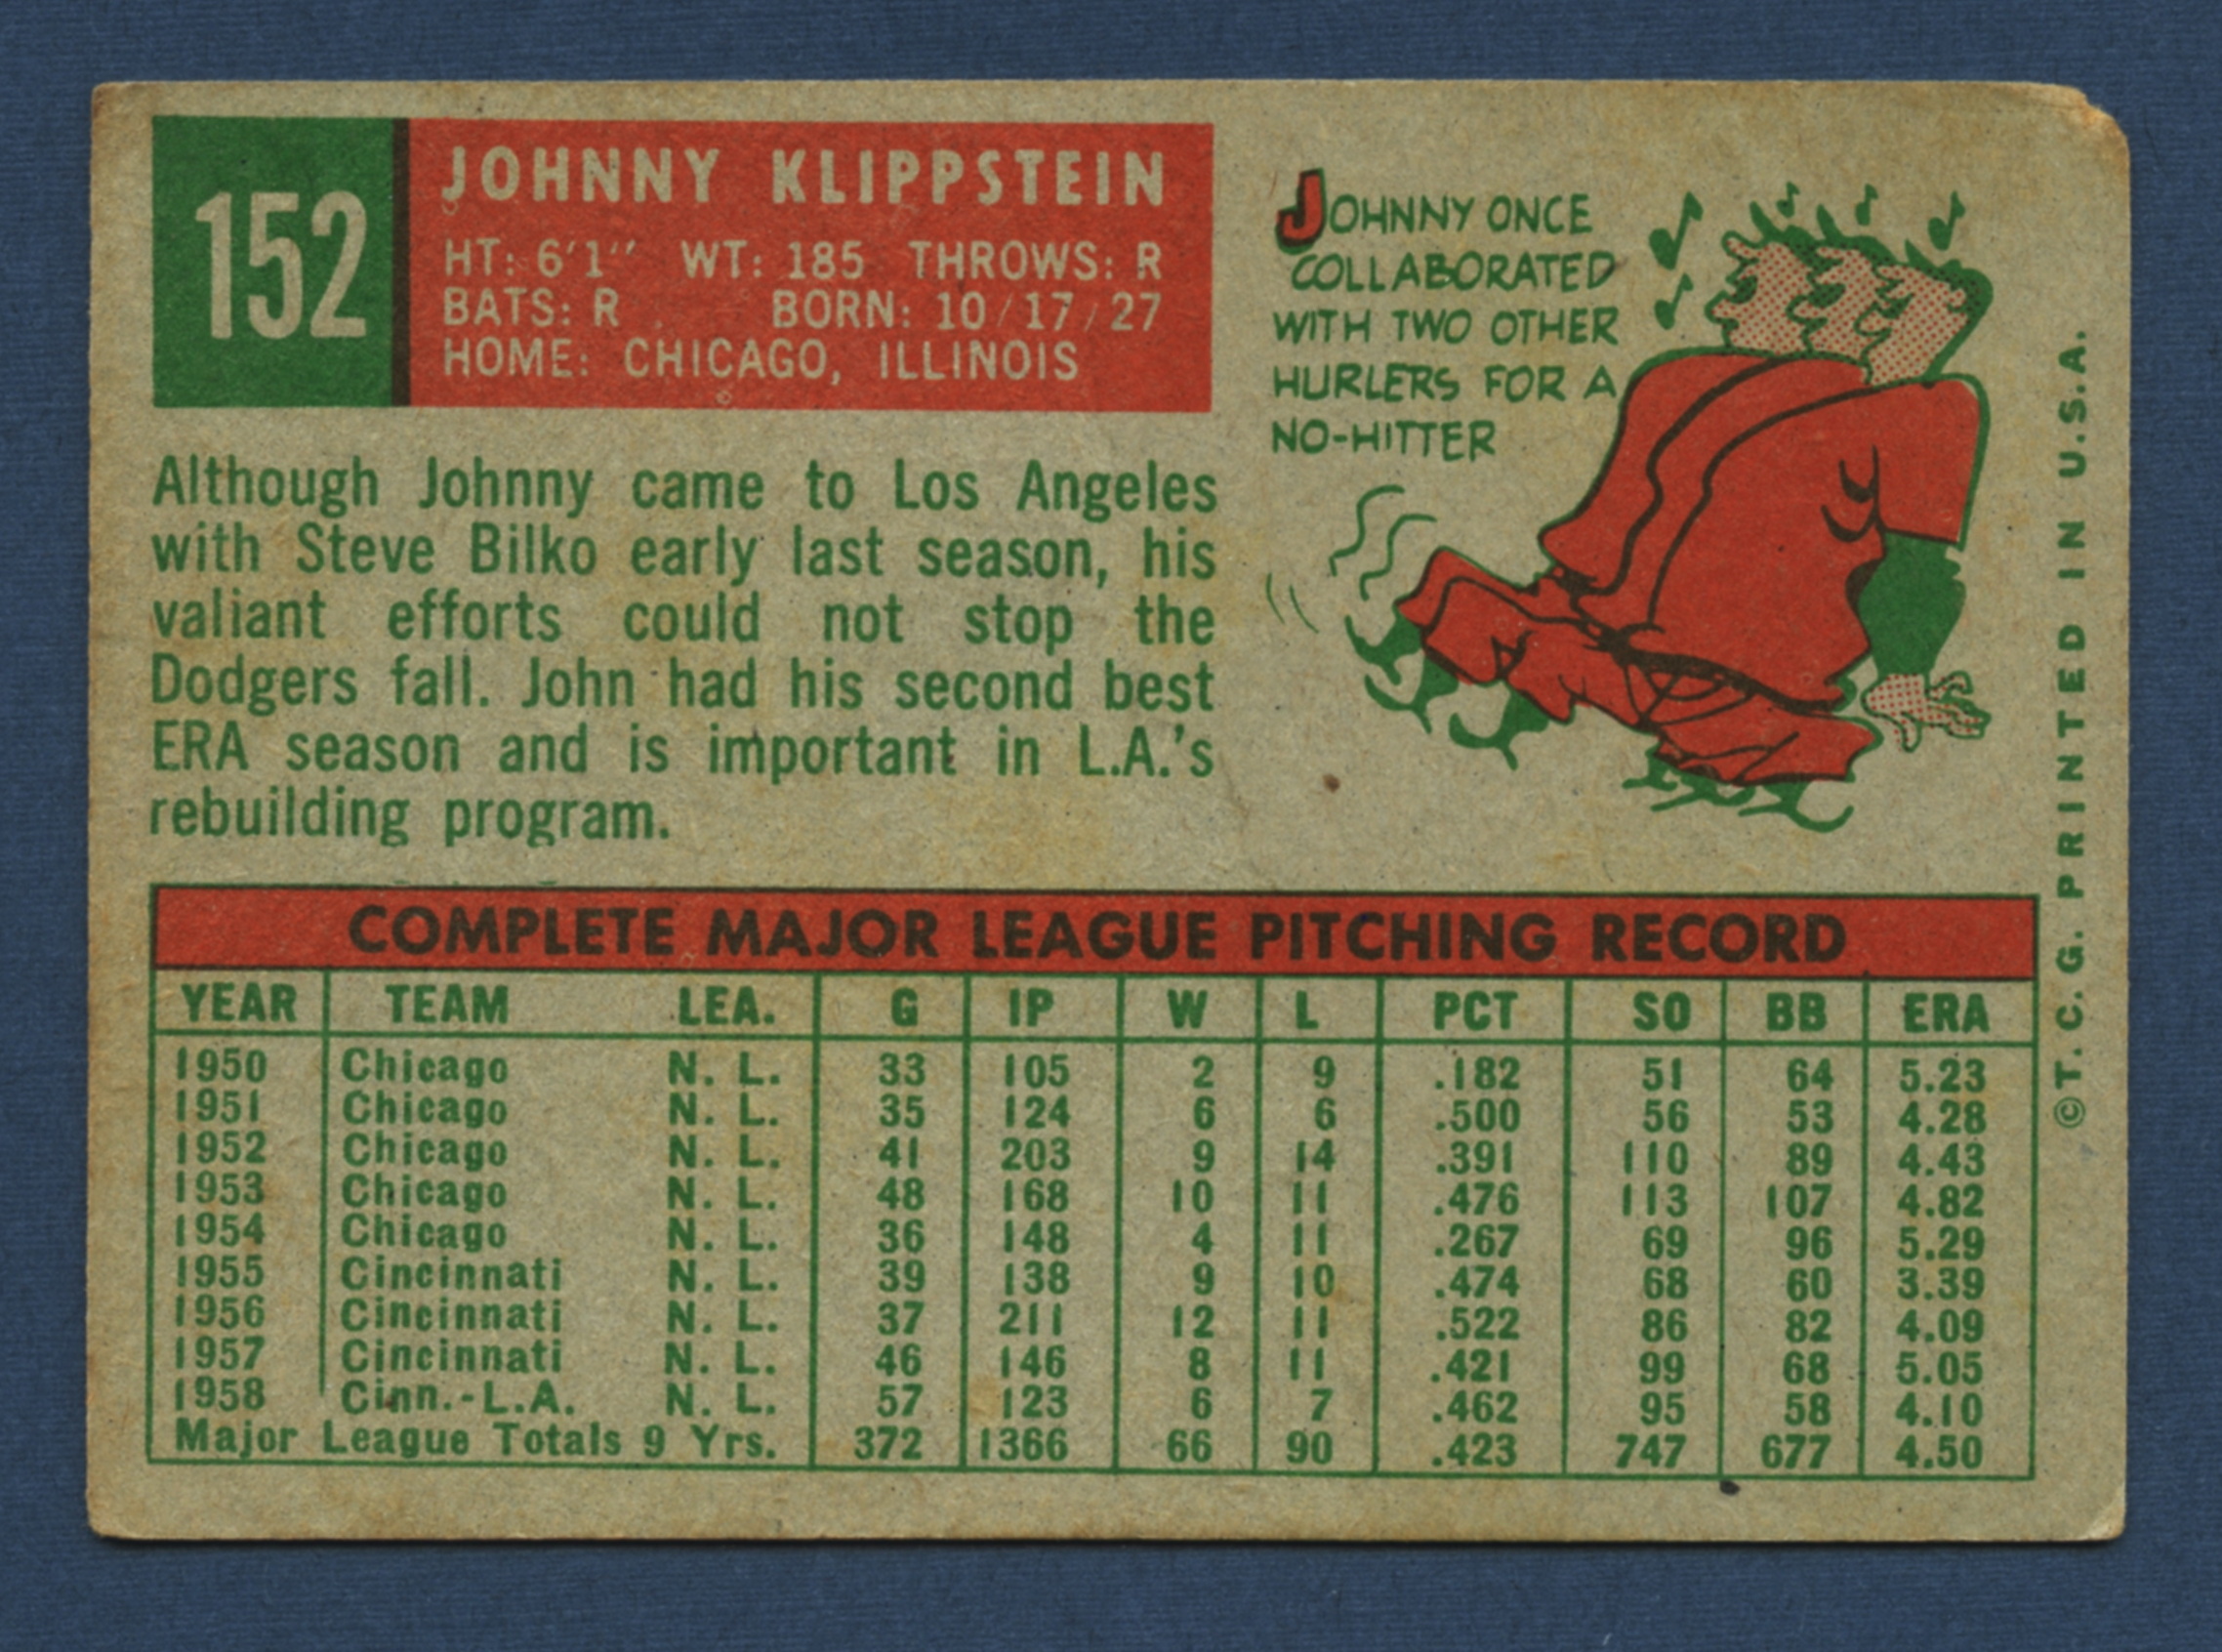 152
JOHNNY KLIPPSTEIN
HT: 6'1" WT: 185 THROWS: R
BATS: R BORN: 10/17/27
HOME: CHICAGO, ILLINOIS
JOHNNY ONCE
COLLABORATED
WITH TWO OTHER
HURLERS FOR A
NO-HITTER
Although Johnny came to Los Angeles
with Steve Bilko early last season, his
valiant efforts could not stop the
Dodgers fall. John had his second best
ERA season and is important in L.A.'s
rebuilding program.
COMPLETE MAJOR LEAGUE PITCHING RECORD
YEAR TEAM LEA. G IP W L PCT SO BB ERA
1950 Chicago N. L. 33 105 2 9 .182 51 64 5.23
1951 Chicago N. L. 35 124 6 6 .500 56 53 4.28
1952 Chicago N. L. 41 203 9 14 .391 110 89 4.43
1953 Chicago N. L. 48 168 10 11 .476 113 107 4.82
1954 Chicago N. L. 36 148 4 11 .267 69 96 5.29
1955 Cincinnati N. L. 39 138 9 10 .474 68 60 3.39
1956 Cincinnati N. L. 37 211 12 11 .522 86 82 4.09
1957 Cincinnati N. L. 46 146 8 11 .421 99 68 5.05
1958 Cinn.-L.A. N. L. 57 123 6 7 .462 95 58 4.10
Major League Totals 9 Yrs. 372 1366 66 90 .423 747 677 4.50
© T. C. G. PRINTED IN U.S.A.